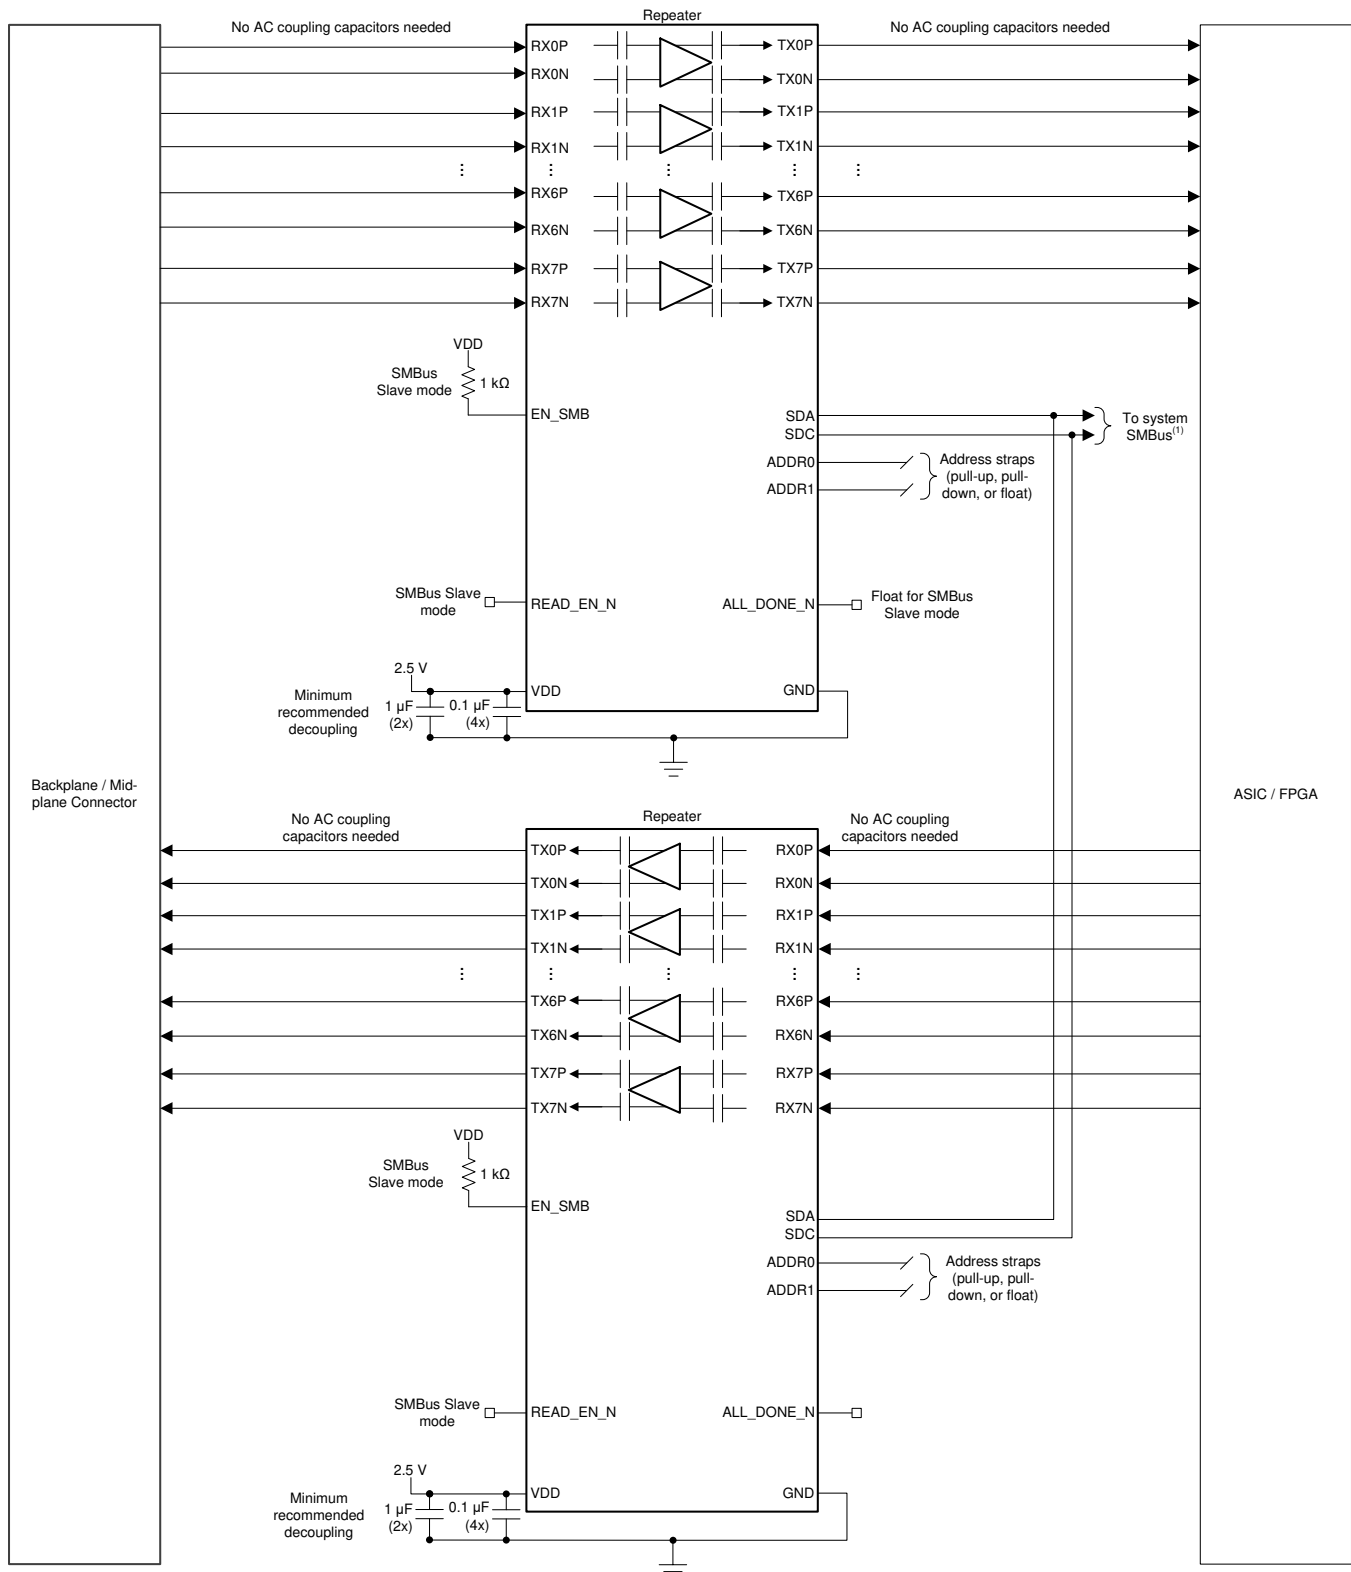 Repeater
No AC coupling capacitors needed
No AC coupling capacitors needed
RX0P
TX0P
RX0N
TX0N
RX1P
TX1P
RX1N
TX1N
RX6P
TX6P
RX6N
TX6N
RX7P
TX7P
RX7N
TX7N
VDD
SMBus
Slave mode
1 kΩ
EN_SMB
SDA
SDC
To system
SMBus(1)
ADDR0
ADDR1
Address straps
(pull-up, pull-
down, or float)
SMBus Slave
mode
READ_EN_N
ALL_DONE_N
Float for SMBus
Slave mode
2.5 V
VDD
GND
Minimum
recommended
decoupling
1 µF
(2x)
0.1 µF
(4x)
Backplane / Mid-
plane Connector
ASIC / FPGA
Repeater
No AC coupling
capacitors needed
No AC coupling
capacitors needed
TX0P
RX0P
TX0N
RX0N
TX1P
RX1P
TX1N
RX1N
TX6P
RX6P
TX6N
RX6N
TX7P
RX7P
TX7N
RX7N
VDD
SMBus
Slave mode
1 kΩ
EN_SMB
SDA
SDC
ADDR0
ADDR1
Address straps
(pull-up, pull-
down, or float)
SMBus Slave
mode
READ_EN_N
ALL_DONE_N
2.5 V
VDD
GND
Minimum
recommended
decoupling
1 µF
(2x)
0.1 µF
(4x)